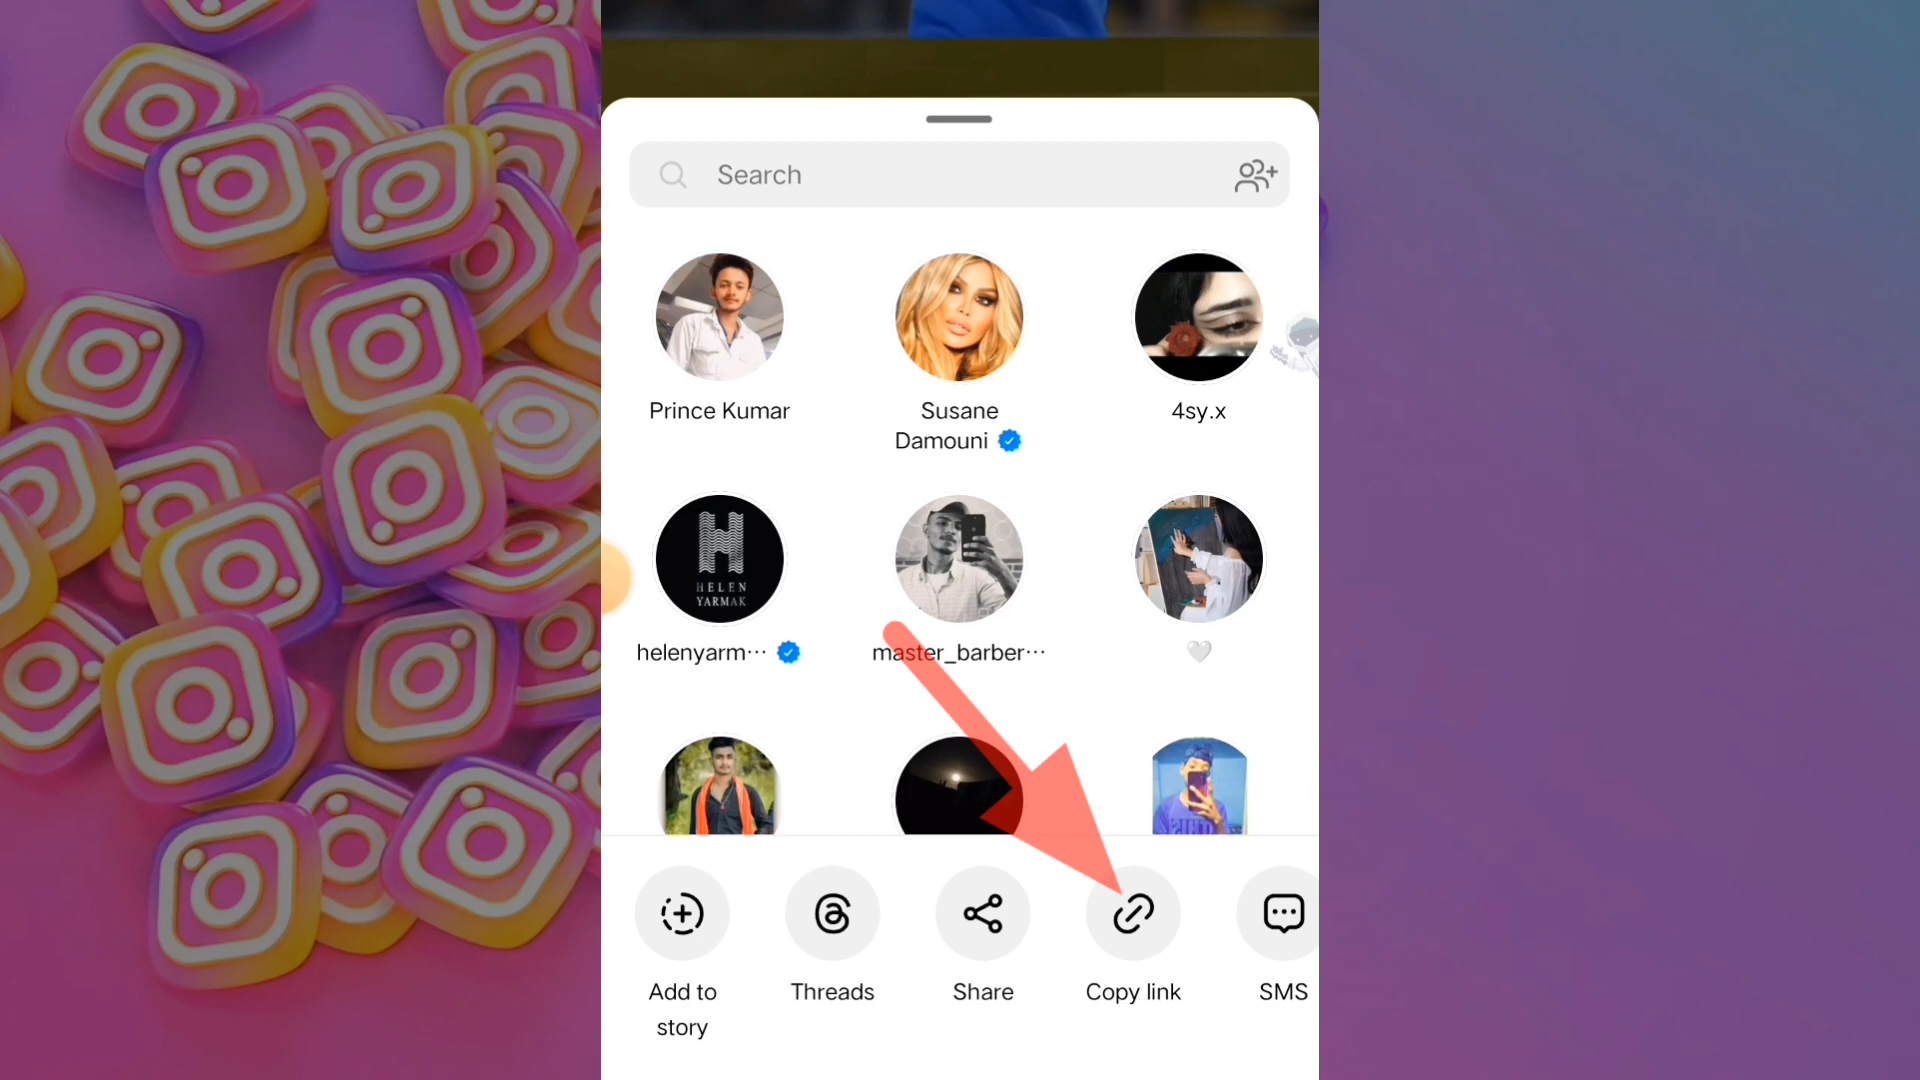 Search
Prince Kumar
Susane
Damouni
4sy.x
HELEN
YARMAK
helenyarm...
master_barber...
Add to
story
Threads
Share
Copy link
SMS